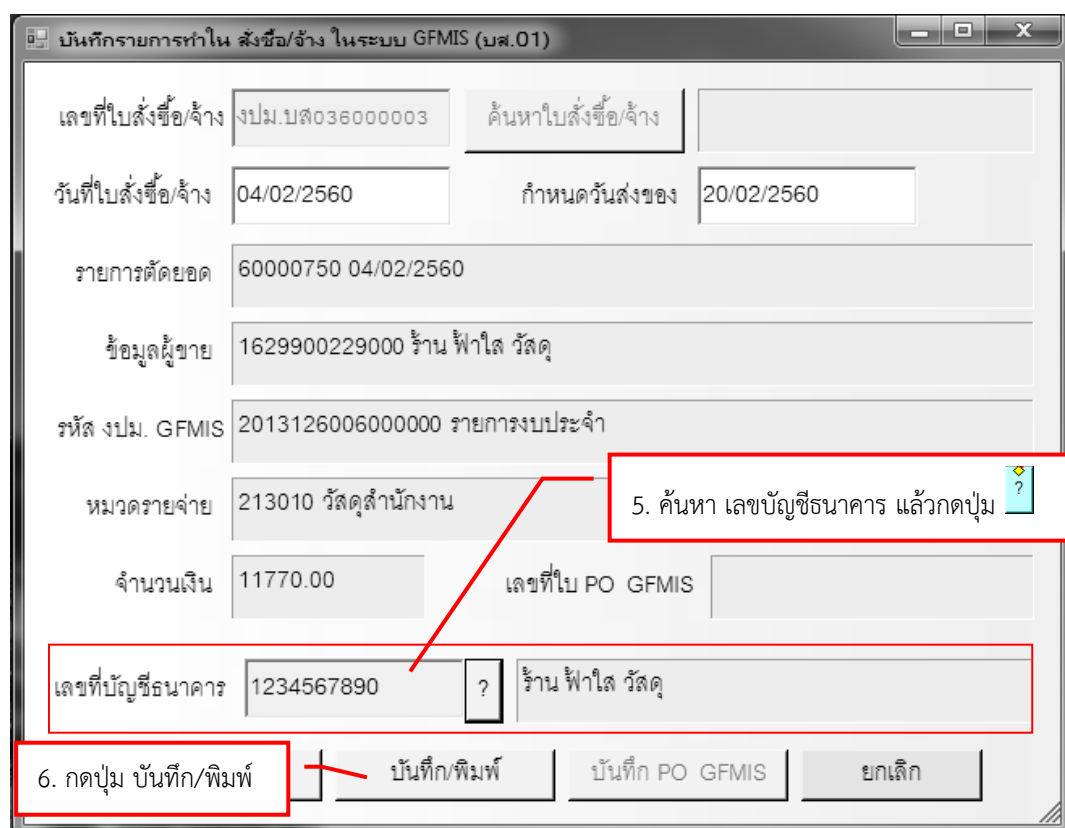 บันทึกรายการทำใบ สั่งซื้อ/จ้าง ในระบบ GFMIS (บส.01)
เลขที่ใบสั่งซื้อ/จ้าง งปม.บส036000003 ค้นหาใบสั่งซื้อ/จ้าง
วันที่ใบสั่งซื้อ/จ้าง 04/02/2560 กำหนดวันส่งของ 20/02/2560
รายการตัดยอด 60000750 04/02/2560
ข้อมูลผู้ขาย 1629900229000 ร้าน ฟ้าใส วัสดุ
รหัส งปม. GFMIS 2013126006000000 รายการงบประจำ
หมวดรายจ่าย 213010 วัสดุสำนักงาน
5. ค้นหา เลขบัญชีธนาคาร แล้วกดปุ่ม ?
จำนวนเงิน 11770.00 เลขที่ใบ PO GFMIS
เลขที่บัญชีธนาคาร 1234567890 ? ร้าน ฟ้าใส วัสดุ
6. กดปุ่ม บันทึก/พิมพ์ บันทึก/พิมพ์ บันทึก PO GFMIS ยกเลิก